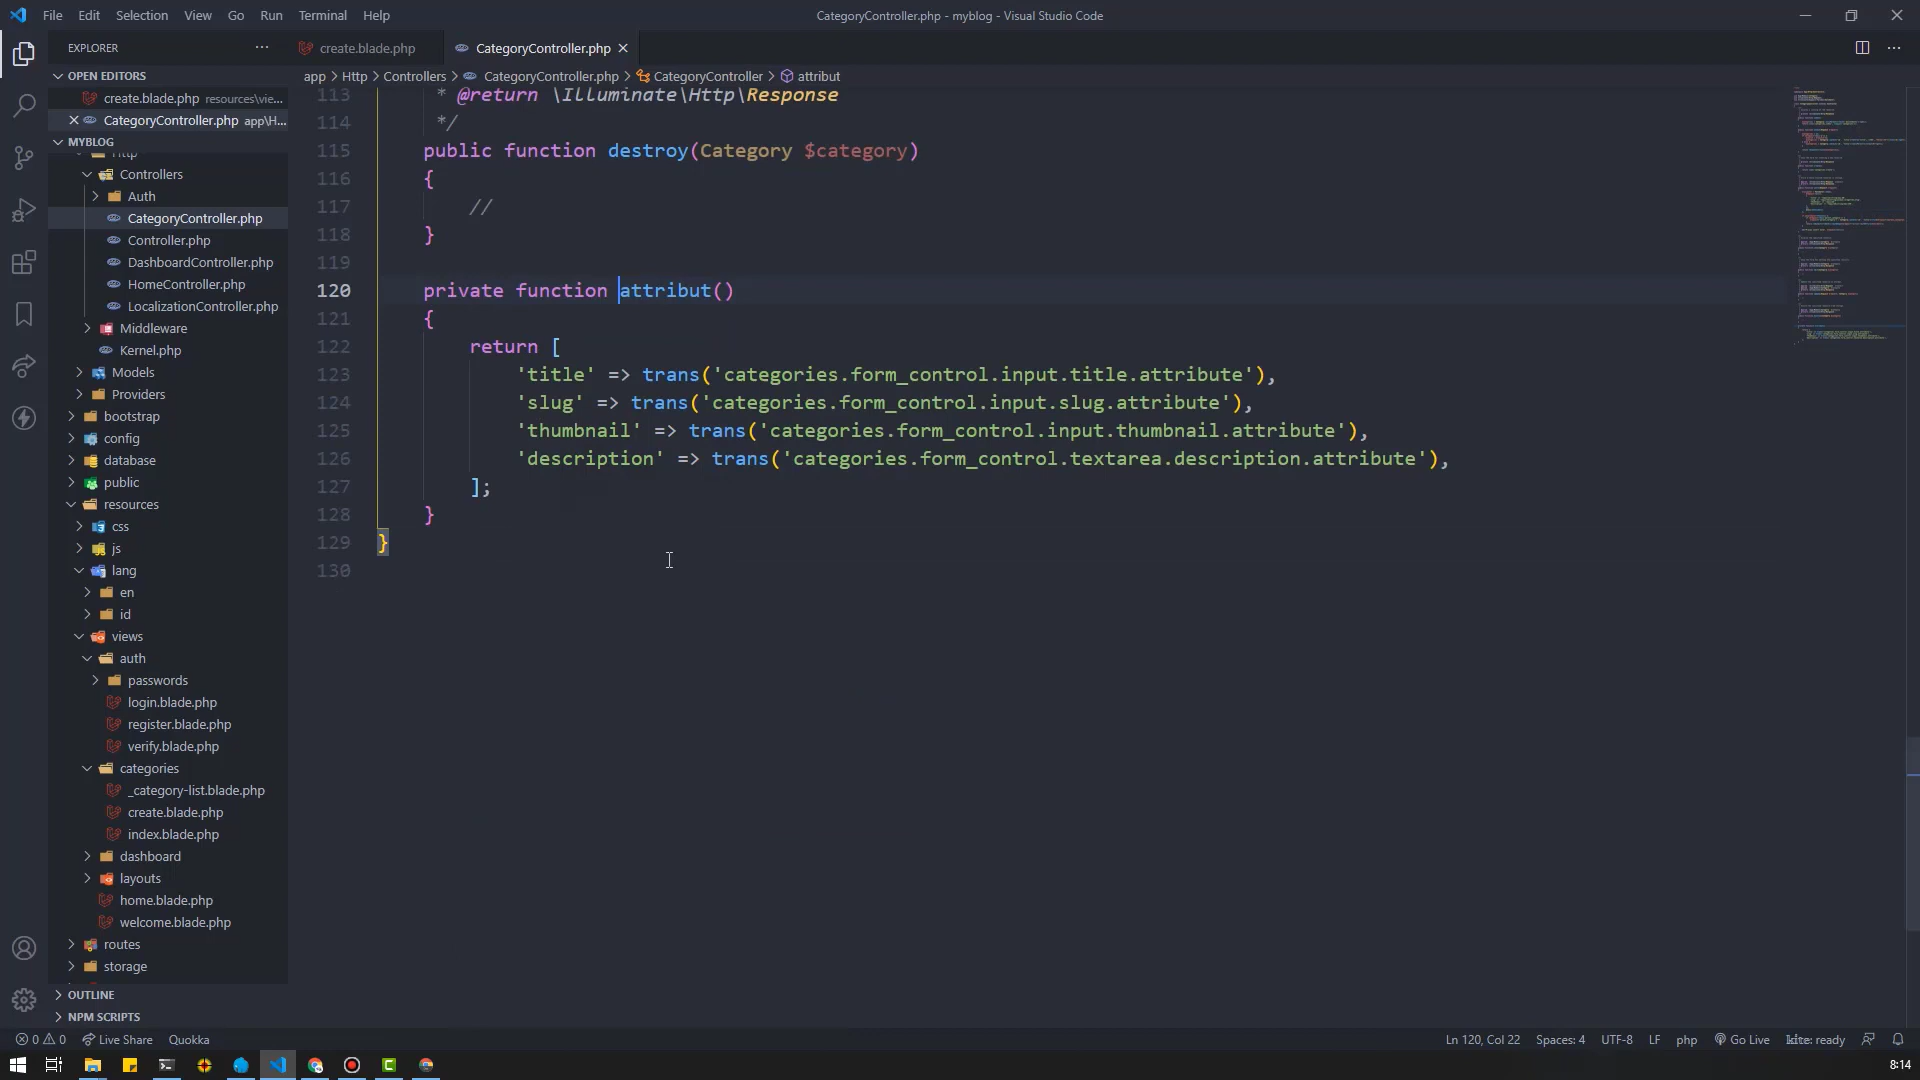 File Edit Selection View Go Run Terminal Help
CategoryController.php - myblog - Visual Studio Code
EXPLORER
create.blade.php
CategoryController.php
OPEN EDITORS
create.blade.php resources\vie...
CategoryController.php app\H...
MYBLOG
Http
Controllers
Auth
CategoryController.php
Controller.php
DashboardController.php
HomeController.php
LocalizationController.php
Middleware
Kernel.php
Models
Providers
bootstrap
config
database
public
resources
css
js
lang
en
id
views
auth
passwords
login.blade.php
register.blade.php
verify.blade.php
categories
_category-list.blade.php
create.blade.php
index.blade.php
dashboard
layouts
home.blade.php
welcome.blade.php
routes
storage
OUTLINE
NPM SCRIPTS
app > Http > Controllers > CategoryController.php > CategoryController > attribut
113 * @return \Illuminate\Http\Response
114 */
115 public function destroy(Category $category)
116 {
117 //
118 }
119
120 private function attribut()
121 {
122 return [
123 'title' => trans('categories.form_control.input.title.attribute'),
124 'slug' => trans('categories.form_control.input.slug.attribute'),
125 'thumbnail' => trans('categories.form_control.input.thumbnail.attribute'),
126 'description' => trans('categories.form_control.textarea.description.attribute'),
127 ];
128 }
129 }
130
0 0 Live Share Quokka
Ln 120, Col 22 Spaces: 4 UTF-8 LF php Go Live kite: ready
8:14